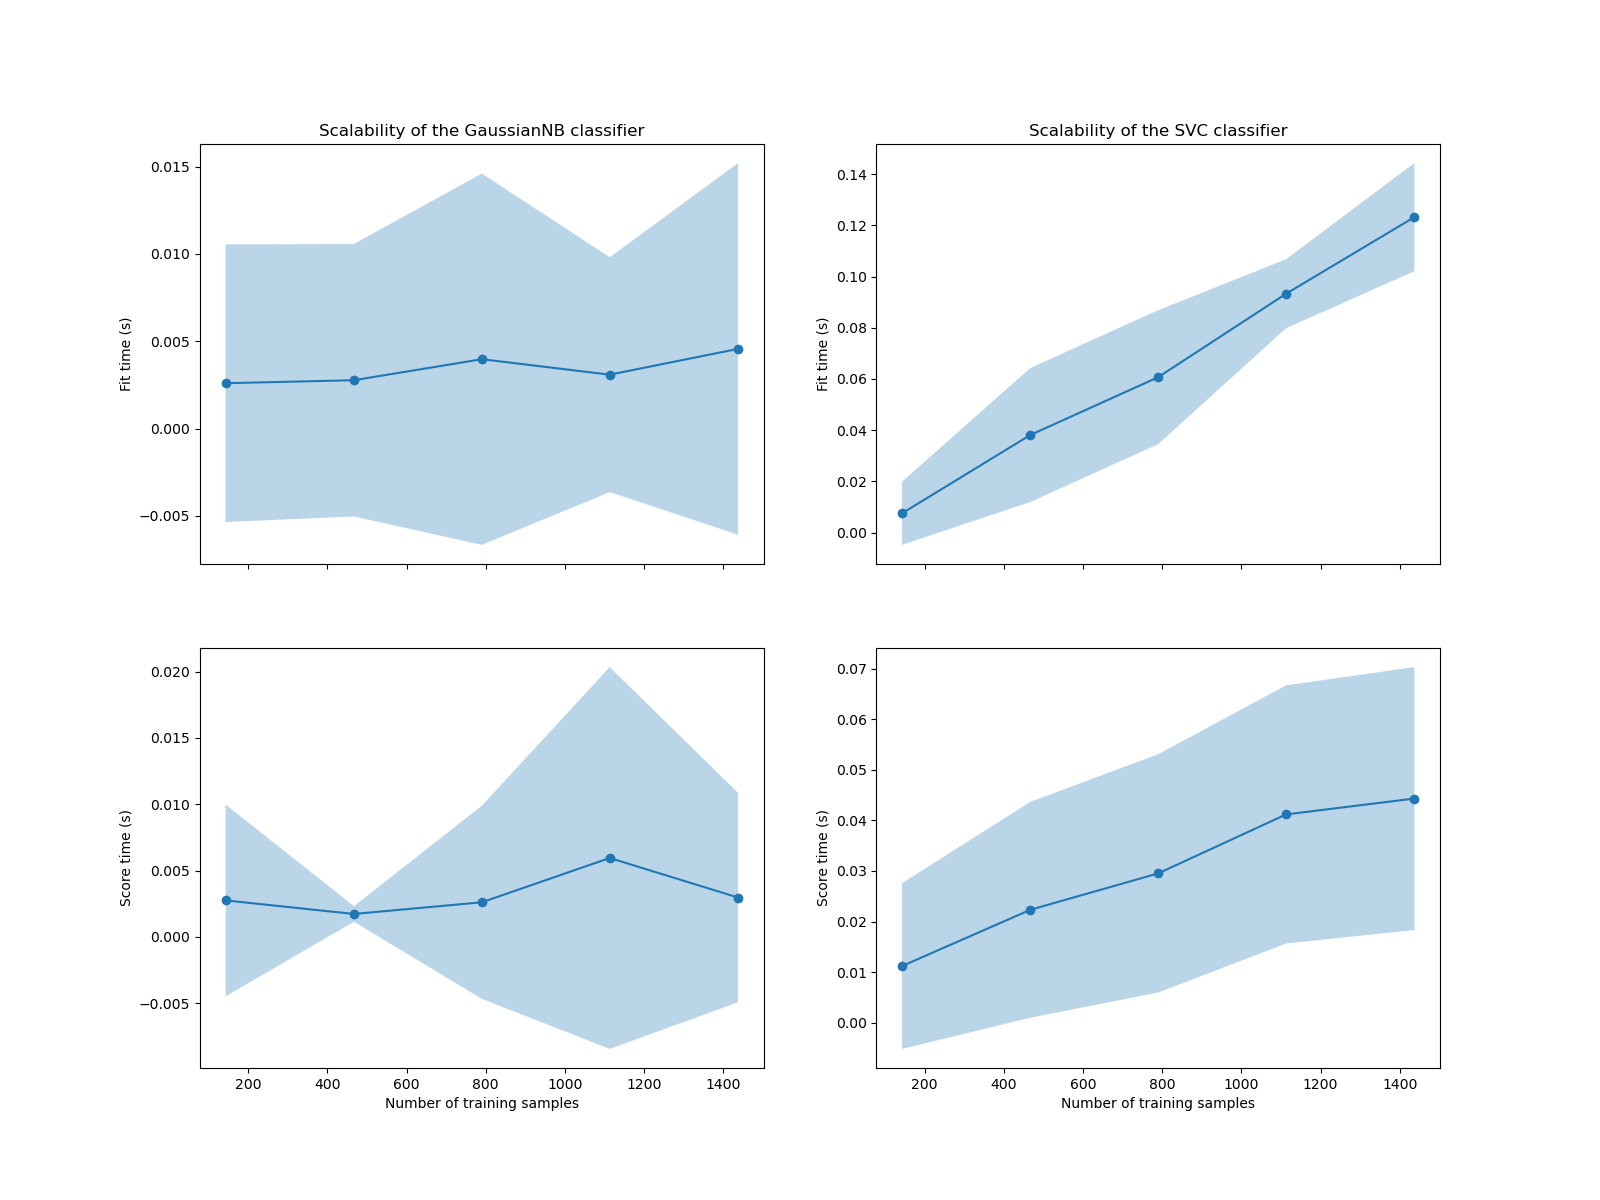 Scalability of the GaussianNB classifier
0.015
0.010
0.005
0.000
−0.005
Fit time (s)
Scalability of the SVC classifier
0.14
0.12
0.10
0.08
0.06
0.04
0.02
0.00
Fit time (s)
0.020
0.015
0.010
0.005
0.000
−0.005
Score time (s)
200 400 600 800 1000 1200 1400
Number of training samples
0.07
0.06
0.05
0.04
0.03
0.02
0.01
0.00
Score time (s)
200 400 600 800 1000 1200 1400
Number of training samples